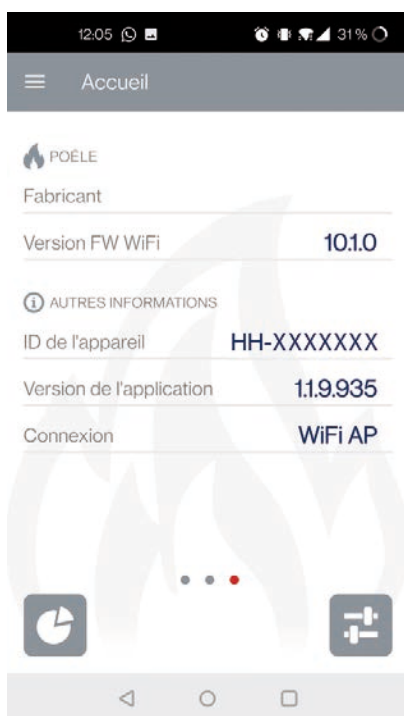 12:05 31%
Accueil
POÊLE
Fabricant
Version FW WiFi 10.1.0
AUTRES INFORMATIONS
ID de l'appareil HH-XXXXXXX
Version de l'application 1.1.9.935
Connexion WiFi AP